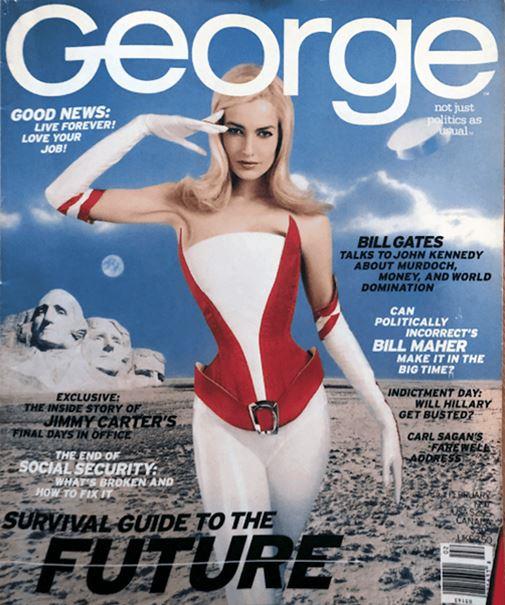 George
not just
politics as
usual
GOOD NEWS:
LIVE FOREVER!
LOVE YOUR
JOB!
BILL GATES
TALKS TO JOHN KENNEDY
ABOUT MURDOCH,
MONEY, AND WORLD
DOMINATION
CAN
POLITICALLY
INCORRECT'S
BILL MAHER
MAKE IT IN THE
BIG TIME?
INDICTMENT DAY:
WILL HILLARY
GET BUSTED?
CARL SAGAN'S
FAREWELL
ADDRESS
EXCLUSIVE:
THE INSIDE STORY OF
JIMMY CARTER'S
FINAL DAYS IN OFFICE
THE END OF
SOCIAL SECURITY:
WHAT'S BROKEN AND
HOW TO FIX IT
SURVIVAL GUIDE TO THE
FUTURE